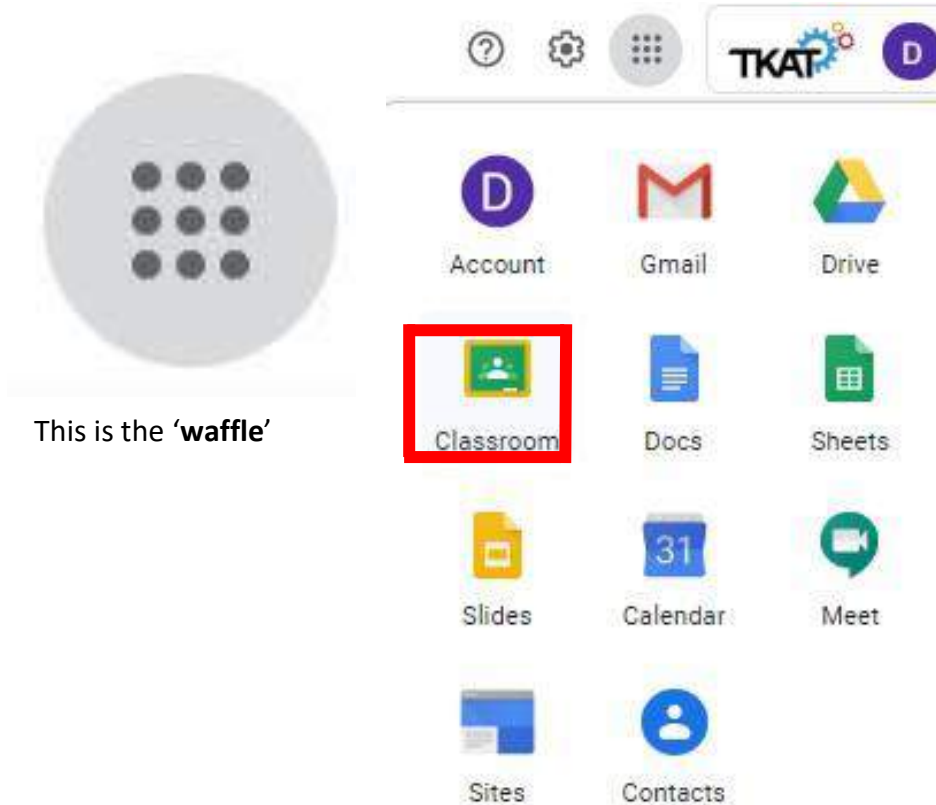 TKAT D
D
Account Gmail Drive
Classroom Docs Sheets
This is the ‘waffle’
31
Slides Calendar Meet
Sites Contacts